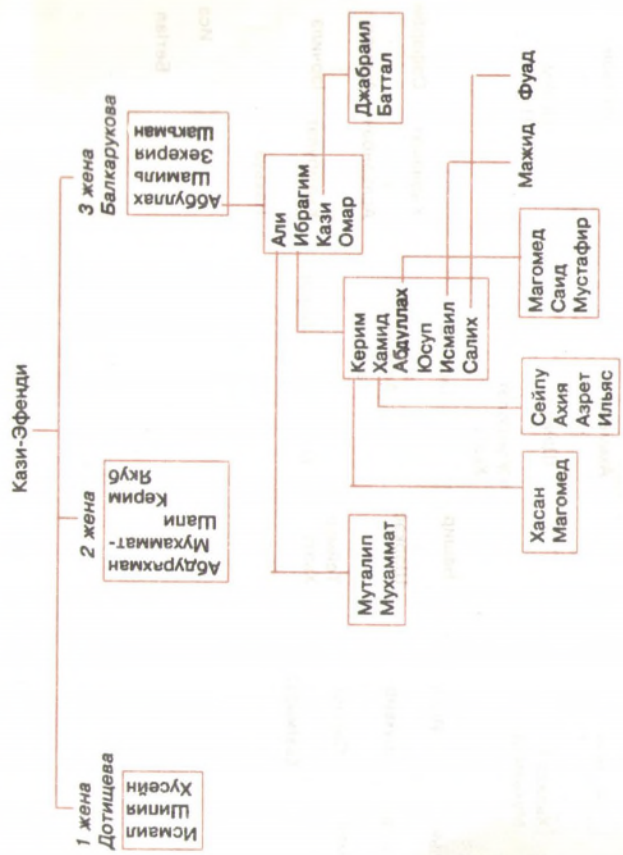 Кази-Эфенди
1 жена
Дотищева
Исмаил
Шипия
Хусейн
2 жена
Абдурахман
Мухаммат-
Шапи
Керим
Якуб
3 жена
Балкарукова
Аббуллах
Шамиль
Зекерия
Шакъман
Али
Ибрагим
Кази
Омар
Муталип
Мухаммат
Керим
Хамид
Абдуллах
Юсуп
Исмаил
Салих
Джабраил
Баттал
Хасан
Магомед
Сейпу
Ахия
Азрет
Ильяс
Магомед
Саид
Мустафир
Мажид
Фуад